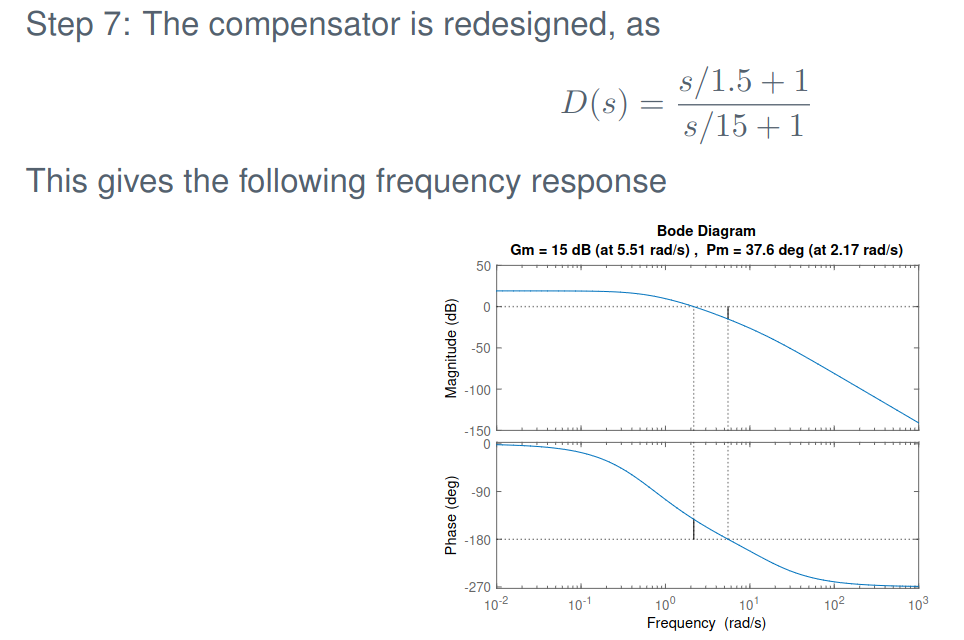 Step 7: The compensator is redesigned, as
D(s) = (s/1.5 + 1)/(s/15 + 1)
This gives the following frequency response
Bode Diagram
Gm = 15 dB (at 5.51 rad/s) , Pm = 37.6 deg (at 2.17 rad/s)
Magnitude (dB)
50
0
-50
-100
-150
Phase (deg)
0
-90
-180
-270
10^-2 10^-1 10^0 10^1 10^2 10^3
Frequency (rad/s)